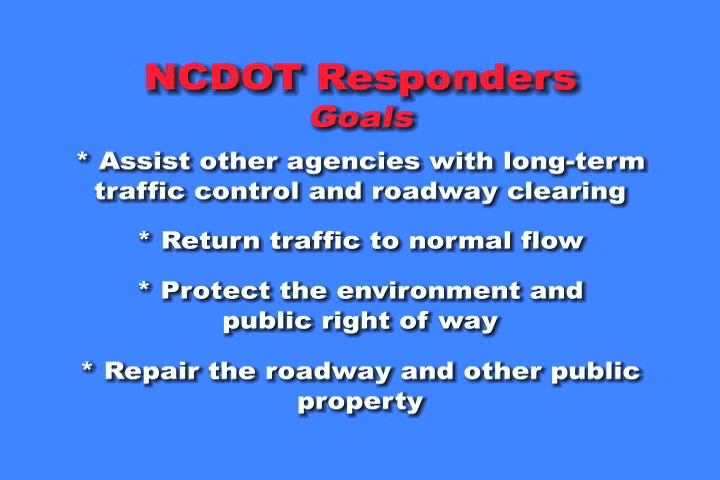 NCDOT Responders
Goals
* Assist other agencies with long-term
traffic control and roadway clearing
* Return traffic to normal flow
* Protect the environment and
public right of way
* Repair the roadway and other public
property